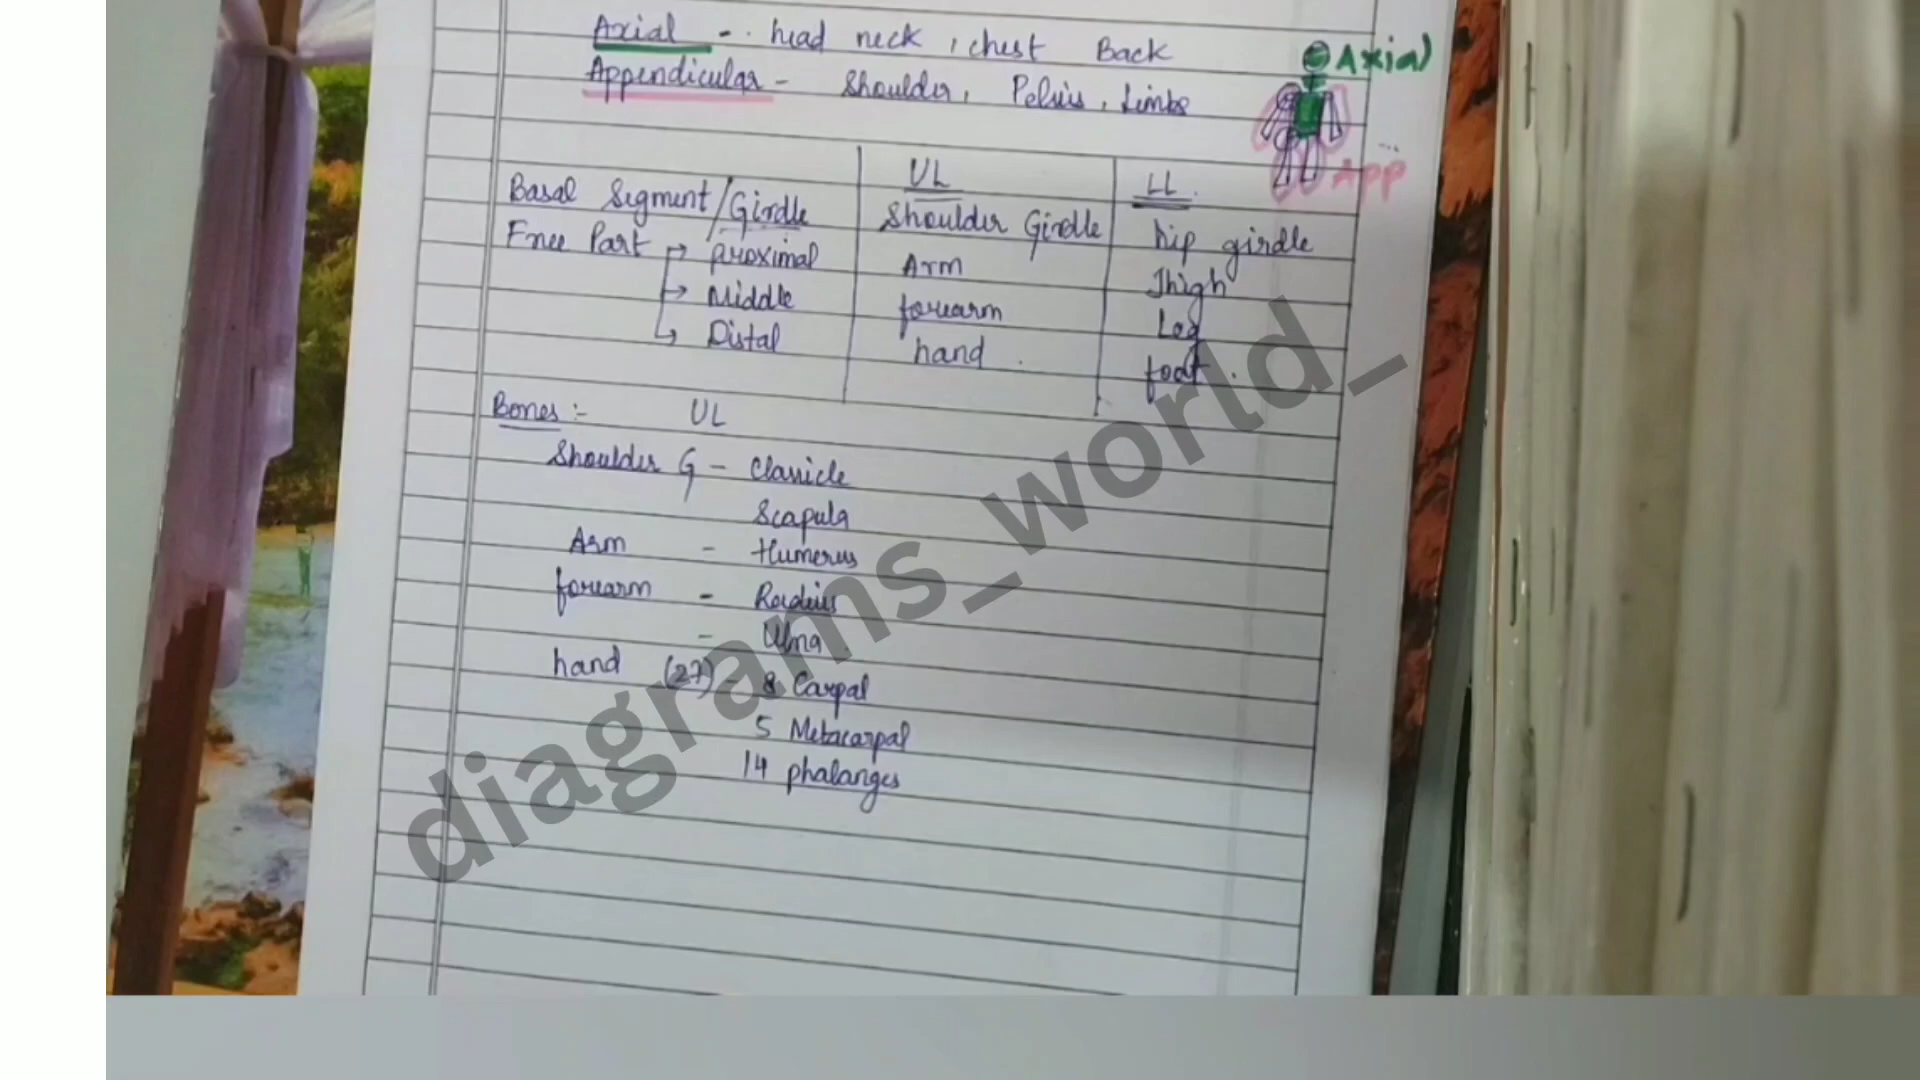 Axial - head neck, chest Back
Axial
Appendicular - Shoulder, Pelvis, Limbs
App
UL LL
Basal Segment/Girdle Shoulder Girdle hip girdle
Free Part → proximal Arm Thigh
→ Middle forearm Leg
→ Distal hand foot.
Bones :- UL
Shoulder G - Clavicle
Scapula
Arm - Humerus
forearm - Radius
- Ulna
hand (27) 8 Carpal
5 Metacarpal
14 phalanges
diagrams_world_